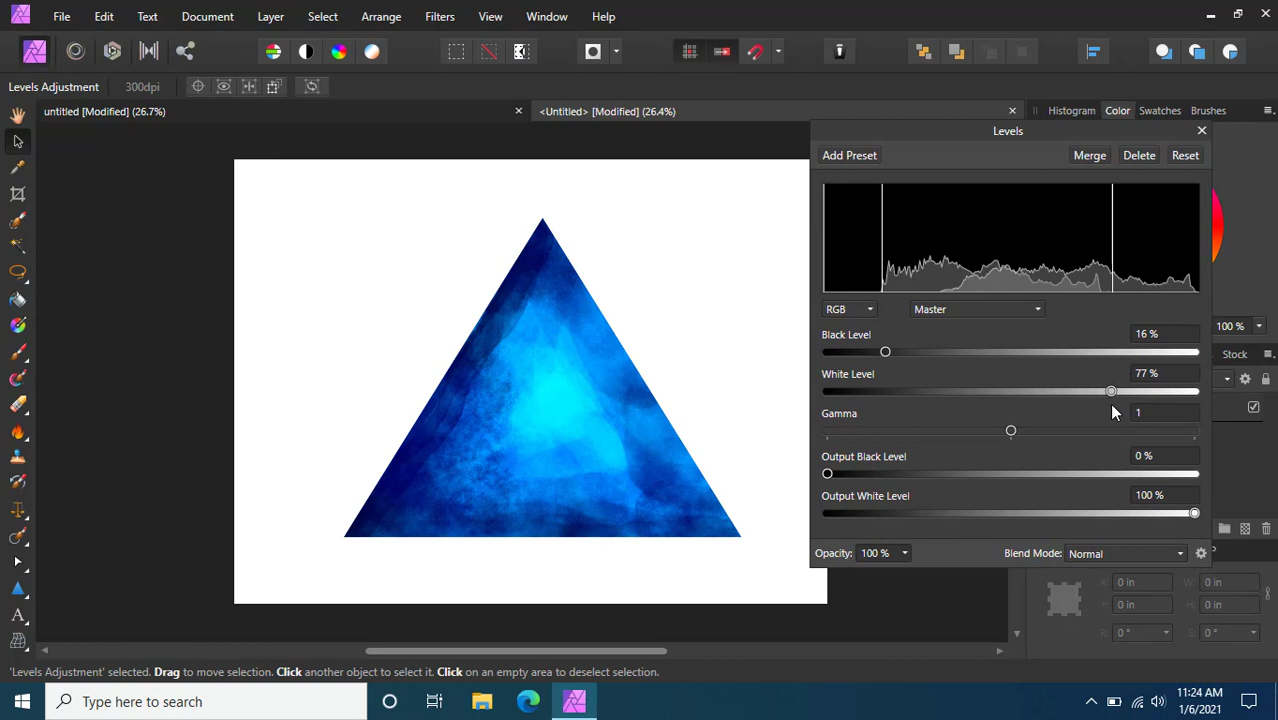 File Edit Text Document Layer Select Arrange Filters View Window Help
Levels Adjustment 300dpi
untitled [Modified] (26.7%) <Untitled> [Modified] (26.4%) Histogram Color Swatches Brushes
Levels
Add Preset Merge Delete Reset
RGB Master
100 %
Black Level 16 %
Stock
White Level 77 %
Gamma 1
Output Black Level 0 %
Output White Level 100 %
Opacity: 100 % Blend Mode: Normal
X: 0 in W: 0 in
Y: 0 in H: 0 in
R: 0 ° S: 0 °
'Levels Adjustment' selected. Drag to move selection. Click another object to select it. Click on an empty area to deselect selection.
Type here to search
11:24 AM
1/6/2021